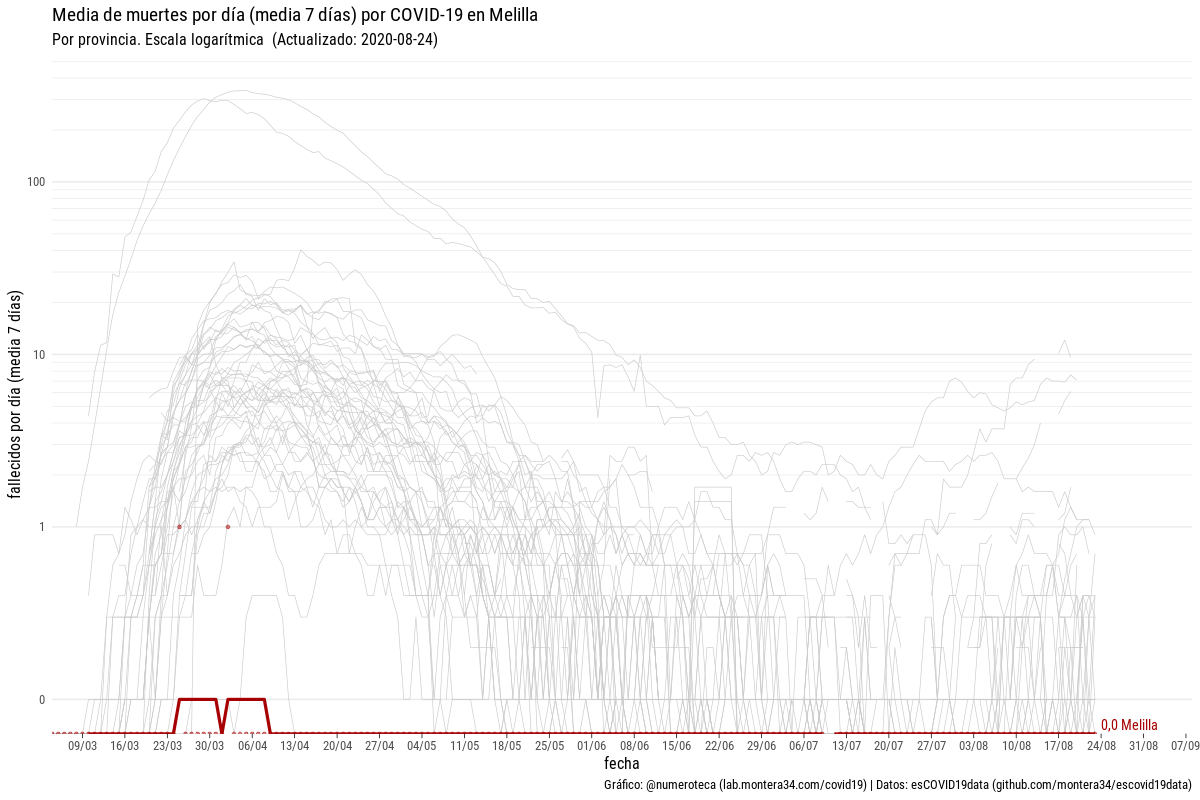 Media de muertes por día (media 7 días) por COVID-19 en Melilla
Por provincia. Escala logarítmica  (Actualizado: 2020-08-24)
fallecidos por día (media 7 días)
100
10
1
0
0,0 Melilla
09/03 16/03 23/03 30/03 06/04 13/04 20/04 27/04 04/05 11/05 18/05 25/05 01/06 08/06 15/06 22/06 29/06 06/07 13/07 20/07 27/07 03/08 10/08 17/08 24/08 31/08 07/09
fecha
Gráfico: @numeroteca (lab.montera34.com/covid19) | Datos: esCOVID19data (github.com/montera34/escovid19data)